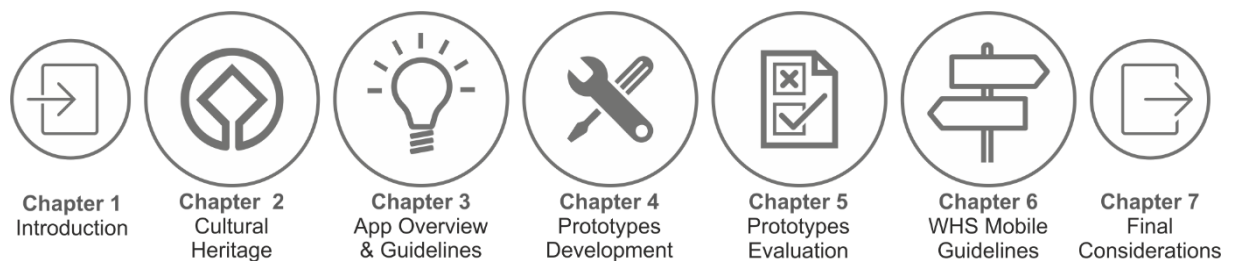 Chapter 1
Introduction
Chapter 2
Cultural
Heritage
Chapter 3
App Overview
& Guidelines
Chapter 4
Prototypes
Development
Chapter 5
Prototypes
Evaluation
Chapter 6
WHS Mobile
Guidelines
Chapter 7
Final
Considerations